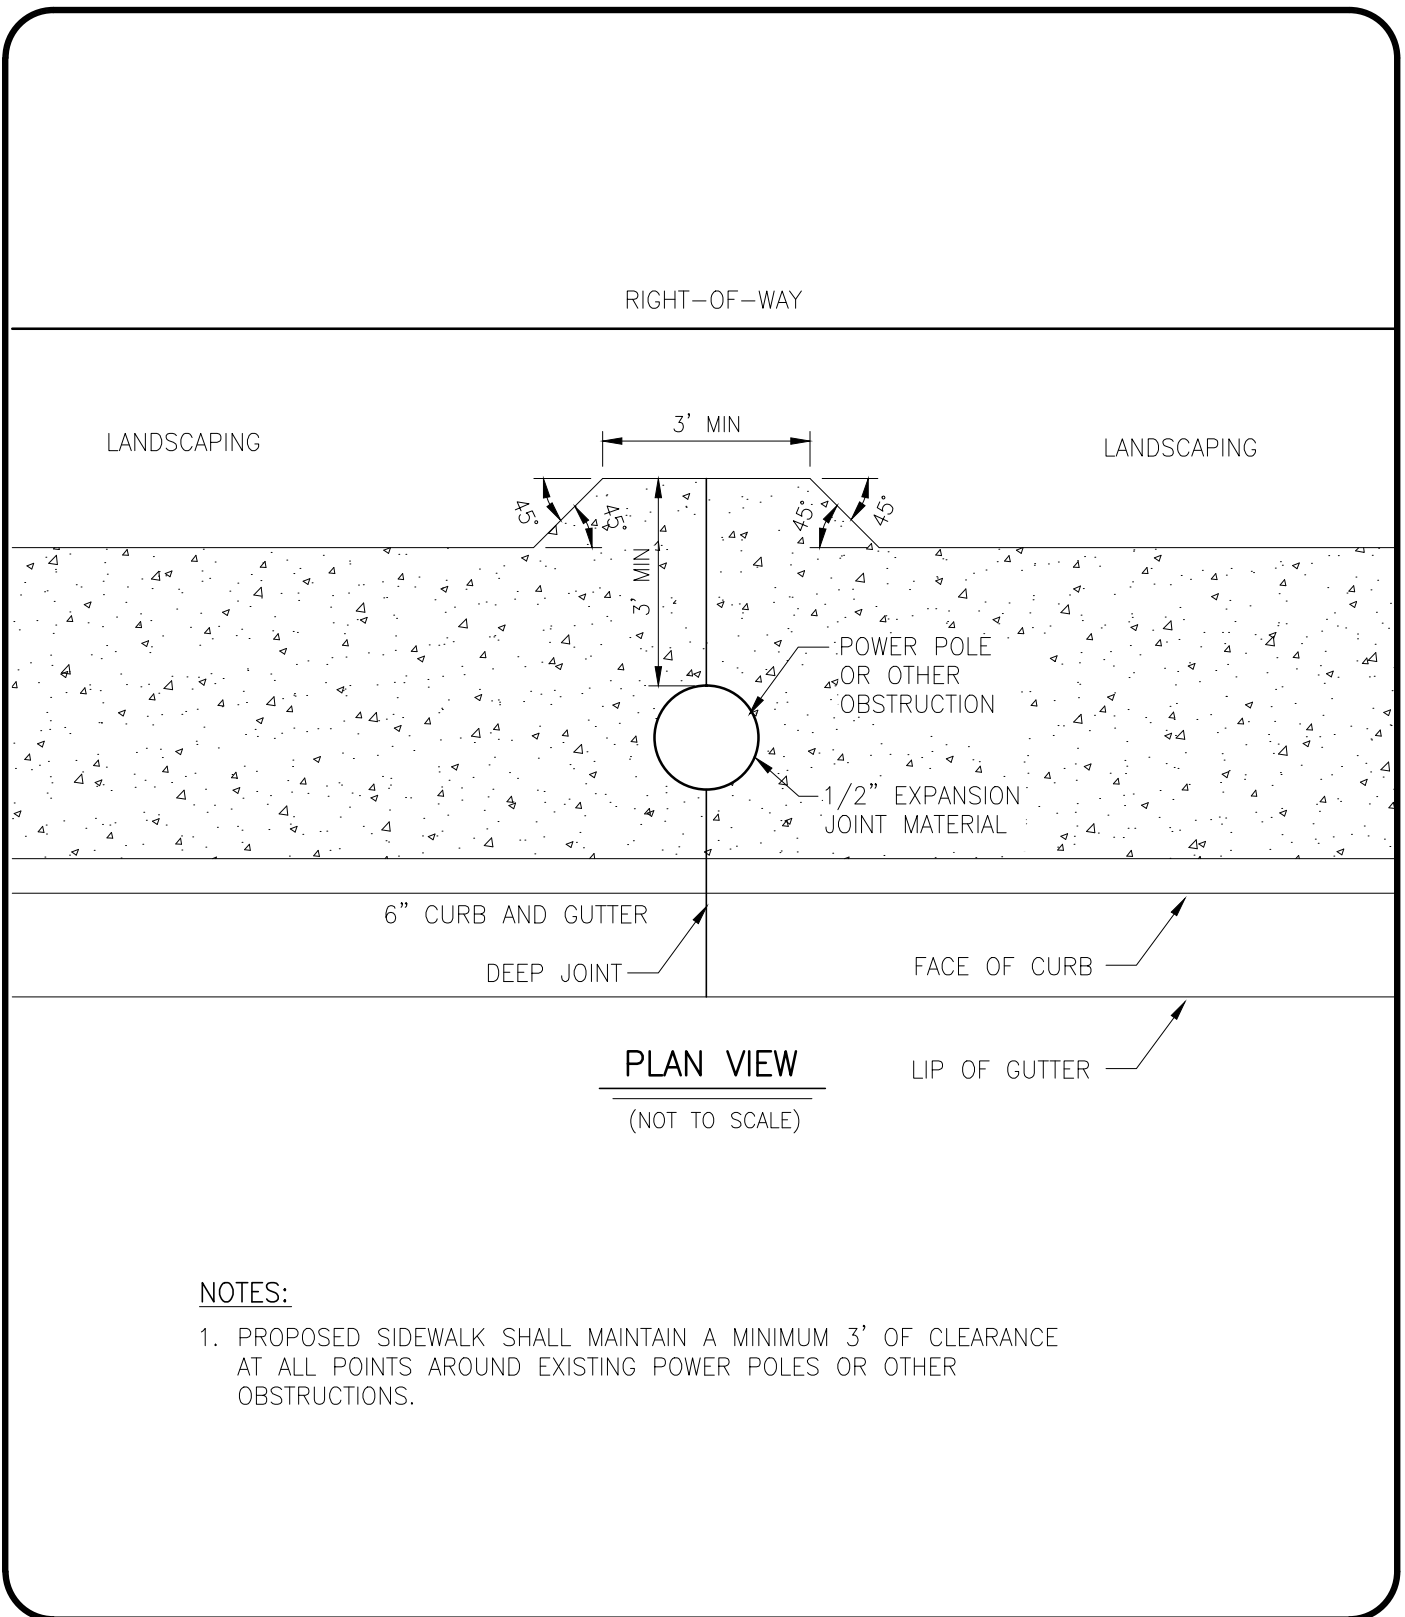 RIGHT-OF-WAY
3' MIN
LANDSCAPING
LANDSCAPING
45°
45°
45°
45°
3' MIN
POWER POLE
OR OTHER
OBSTRUCTION
1/2" EXPANSION
JOINT MATERIAL
6" CURB AND GUTTER
DEEP JOINT
FACE OF CURB
PLAN VIEW
LIP OF GUTTER
(NOT TO SCALE)
NOTES:
1. PROPOSED SIDEWALK SHALL MAINTAIN A MINIMUM 3' OF CLEARANCE
AT ALL POINTS AROUND EXISTING POWER POLES OR OTHER
OBSTRUCTIONS.